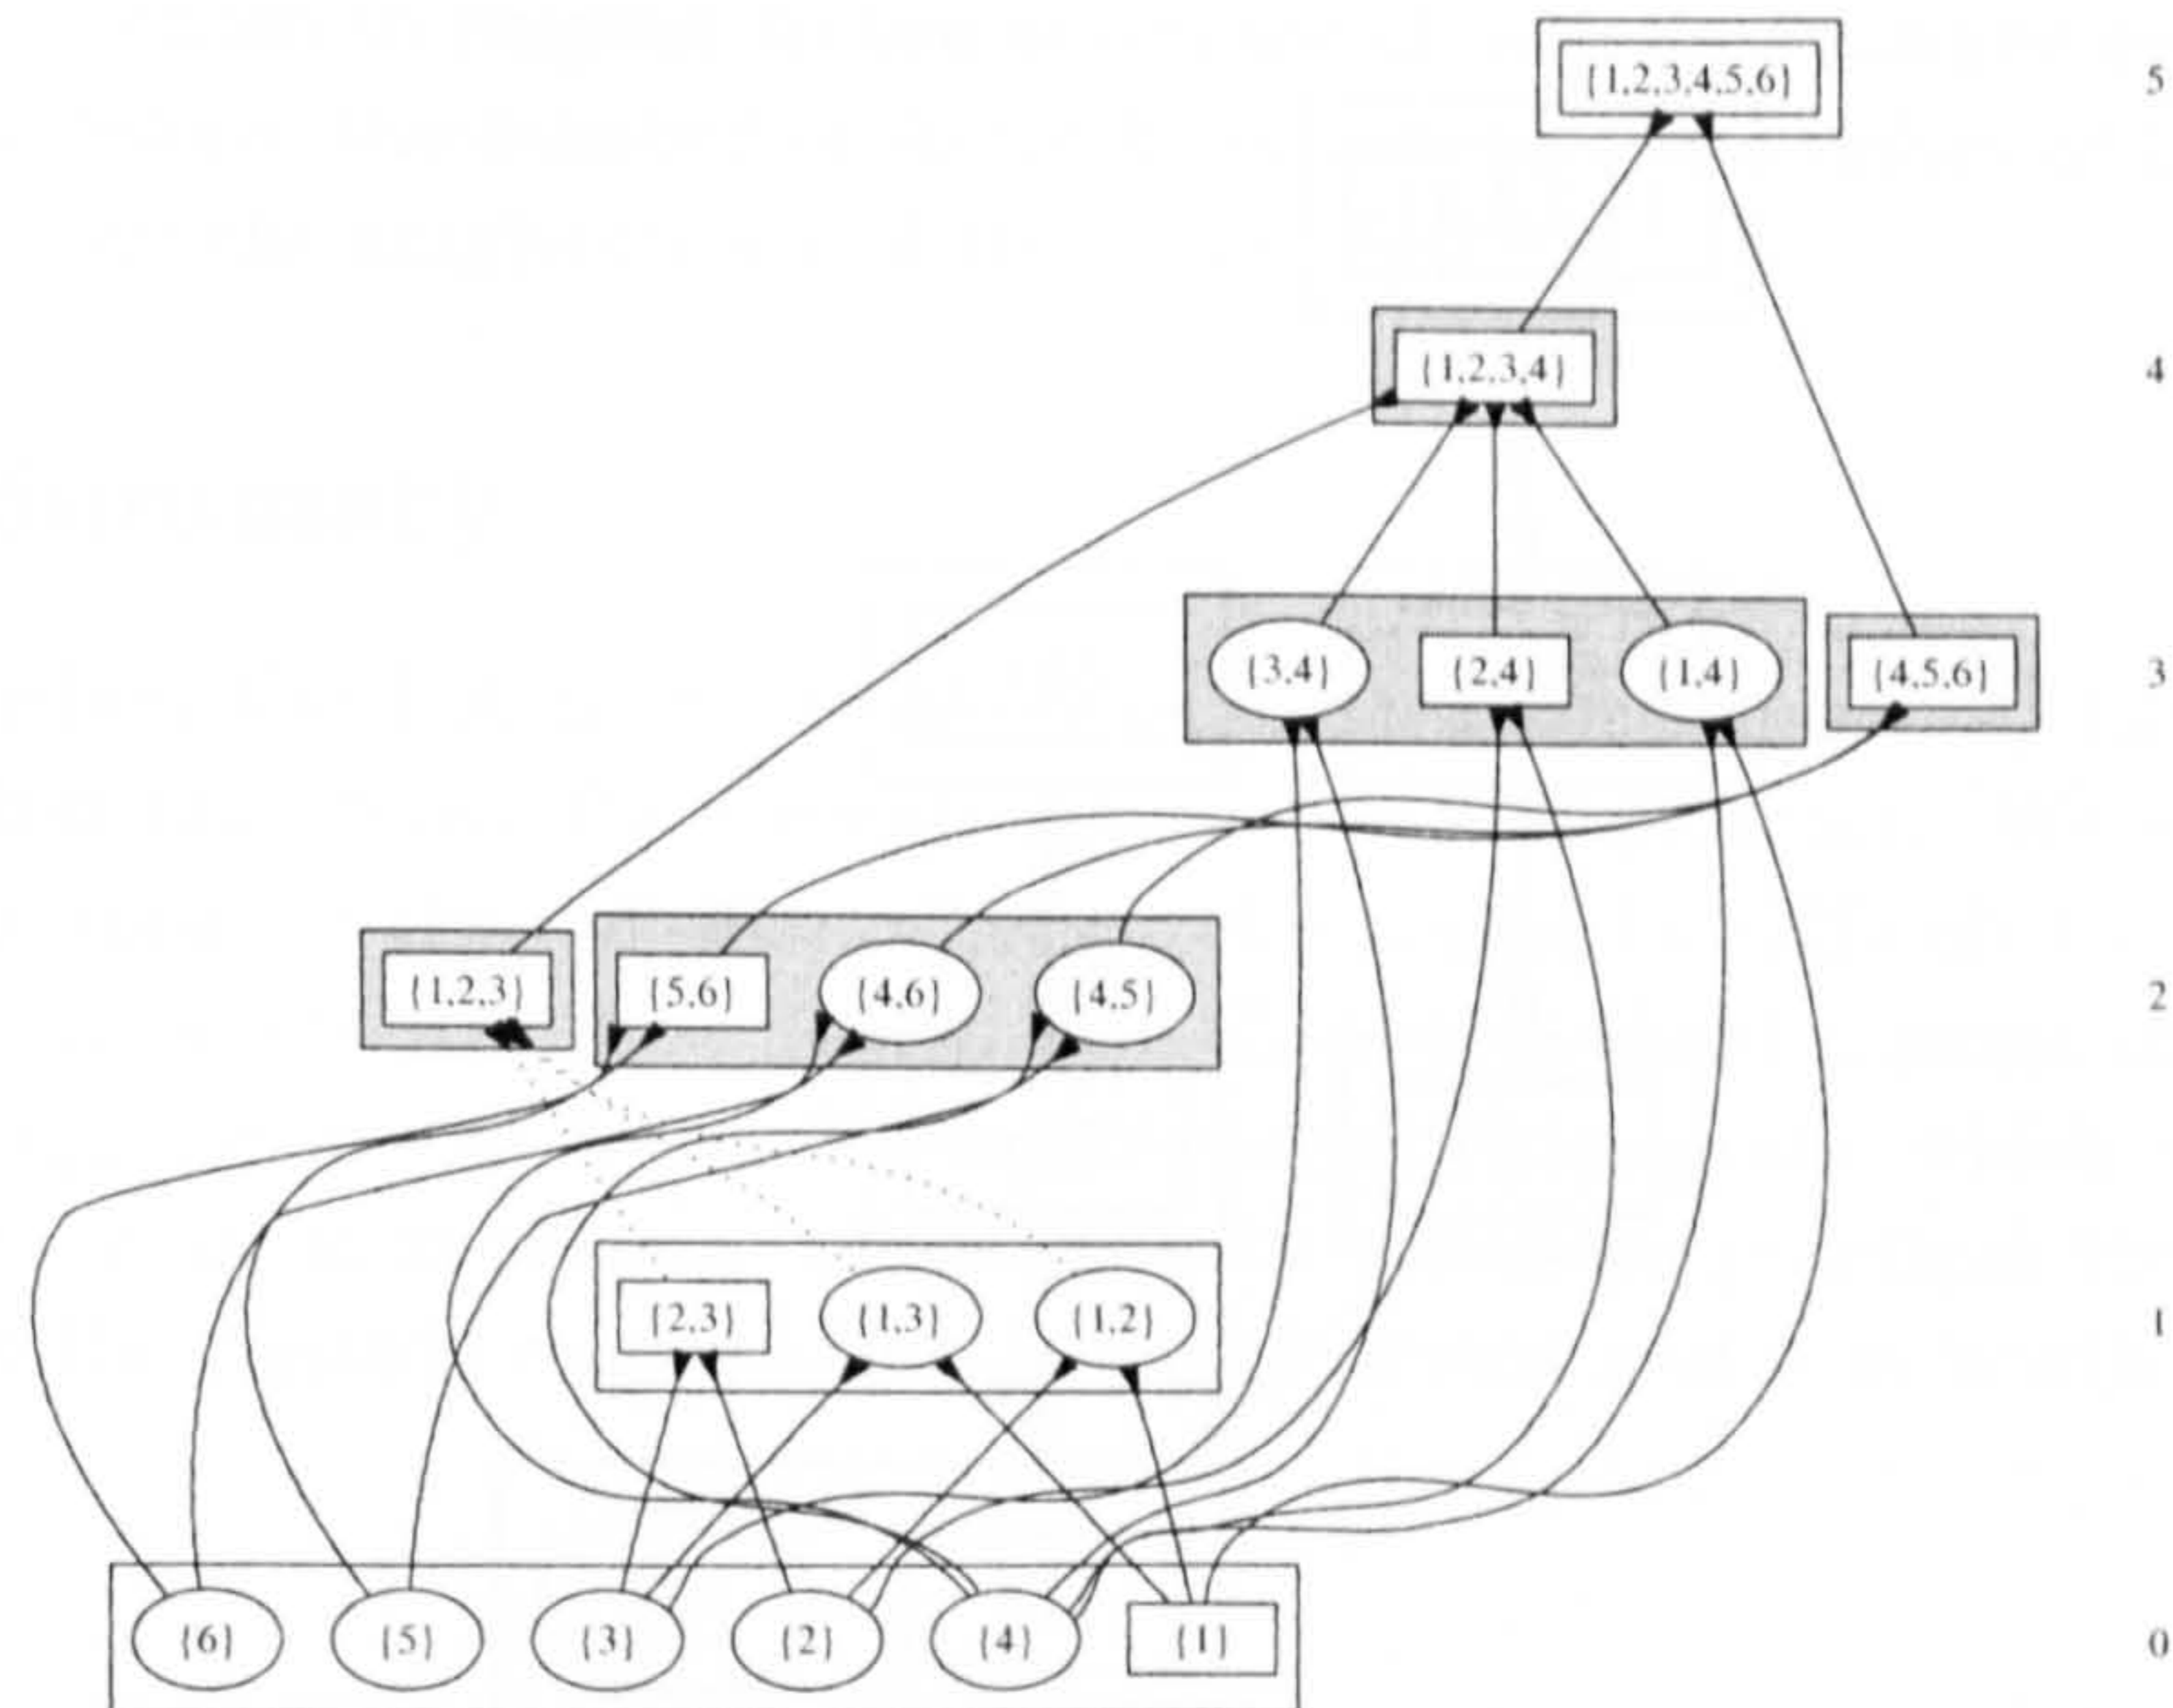 {1,2,3,4,5,6} 5
{1,2,3,4} 4
{3,4} {2,4} {1,4} {4,5,6} 3
{1,2,3} {5,6} {4,6} {4,5} 2
{2,3} {1,3} {1,2} 1
{6} {5} {3} {2} {4} {1} 0